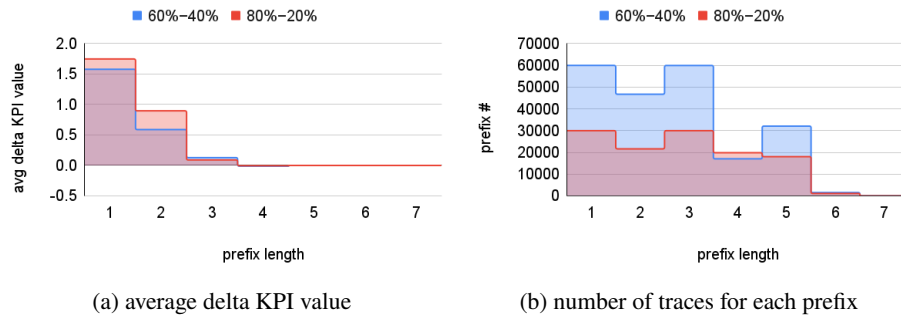 60%–40% 80%–20%
avg delta KPI value
2.0
1.5
1.0
0.5
0.0
-0.5
1 2 3 4 5 6 7
prefix length
(a) average delta KPI value
60%–40% 80%–20%
prefix #
70000
60000
50000
40000
30000
20000
10000
0
1 2 3 4 5 6 7
prefix length
(b) number of traces for each prefix